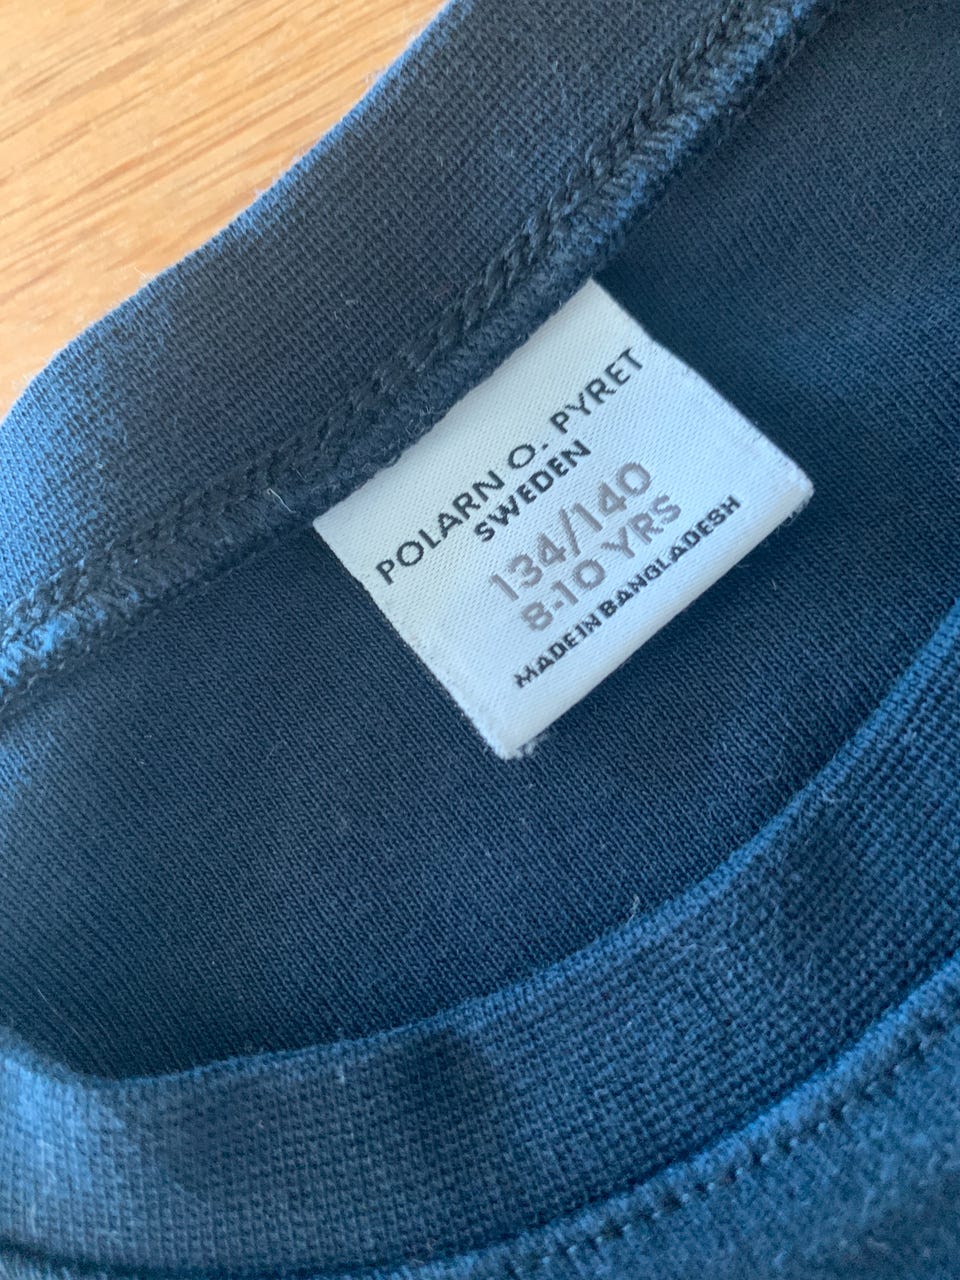 POLARN O. PYRET
SWEDEN
134/140
8-10 YRS
MADE IN BANGLADESH